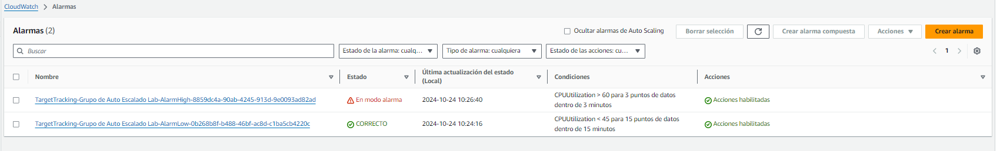 CloudWatch > Alarmas
Alarmas (2)
Ocultar alarmas de Auto Scaling
Borrar selección
Crear alarma compuesta
Acciones
Crear alarma
Buscar
Estado de la alarma: cualq...
Tipo de alarma: cualquiera
Estado de las acciones: cu...
1
Nombre
Estado
Última actualización del estado
(Local)
Condiciones
Acciones
TargetTracking-Grupo de Auto Escalado Lab-AlarmHigh-8859dc4a-90ab-4245-913d-9e0093ad82ad
En modo alarma
2024-10-24 10:26:40
CPUUtilization > 60 para 3 puntos de datos
dentro de 3 minutos
Acciones habilitadas
TargetTracking-Grupo de Auto Escalado Lab-AlarmLow-0b268b8f-b488-46bf-ac8d-c1ba5cb4220c
CORRECTO
2024-10-24 10:24:16
CPUUtilization < 45 para 15 puntos de datos
dentro de 15 minutos
Acciones habilitadas